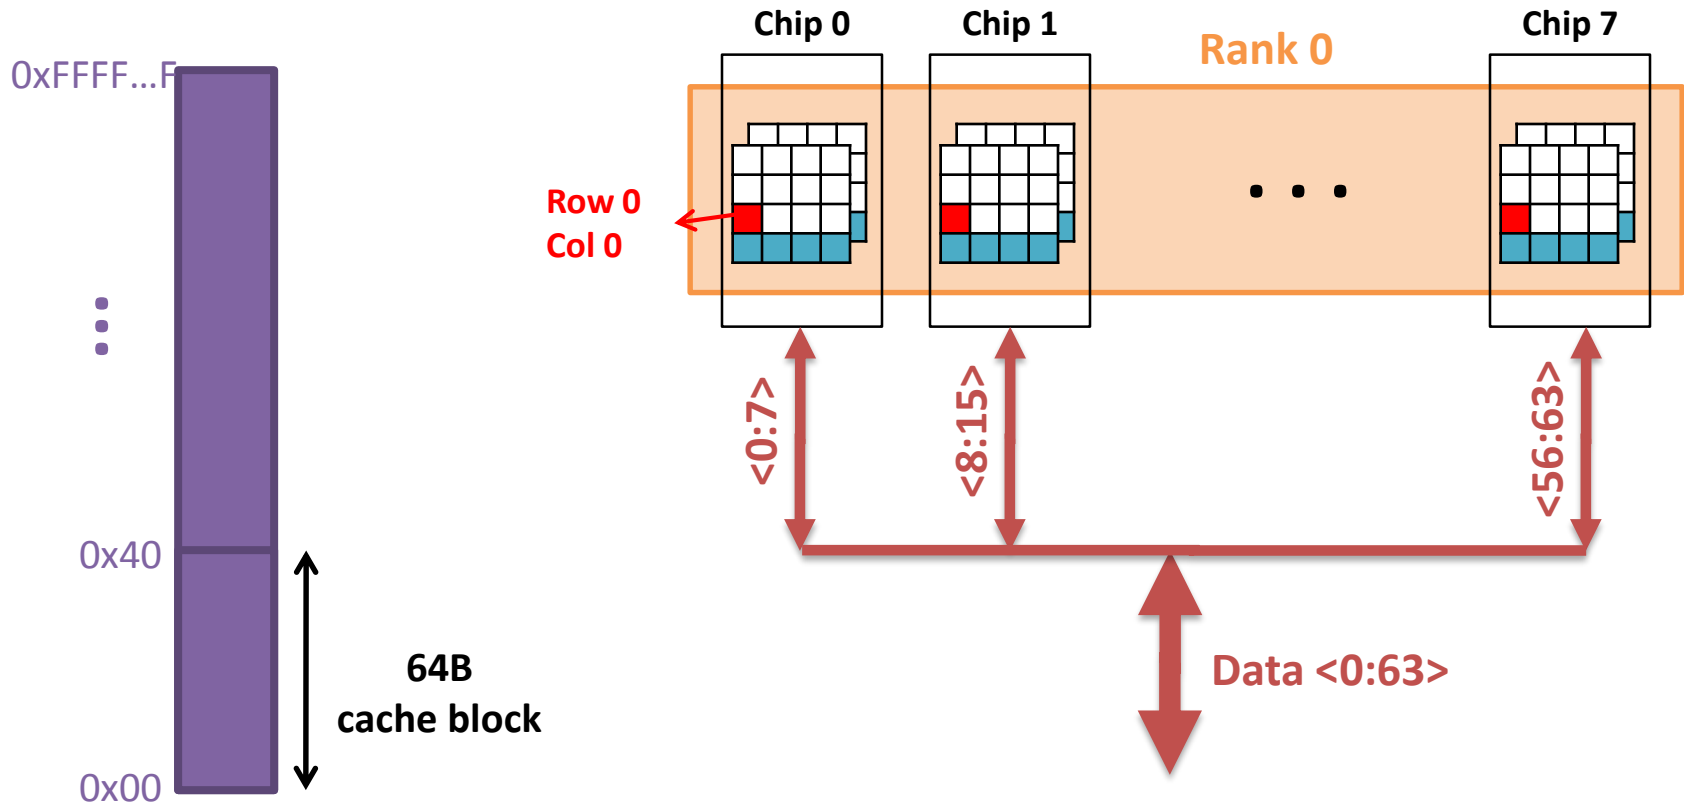 Chip 0
Chip 1
Chip 7
Rank 0
0xFFFF...F
Row 0
Col 0
<0:7>
<8:15>
<56:63>
0x40
64B
cache block
Data <0:63>
0x00